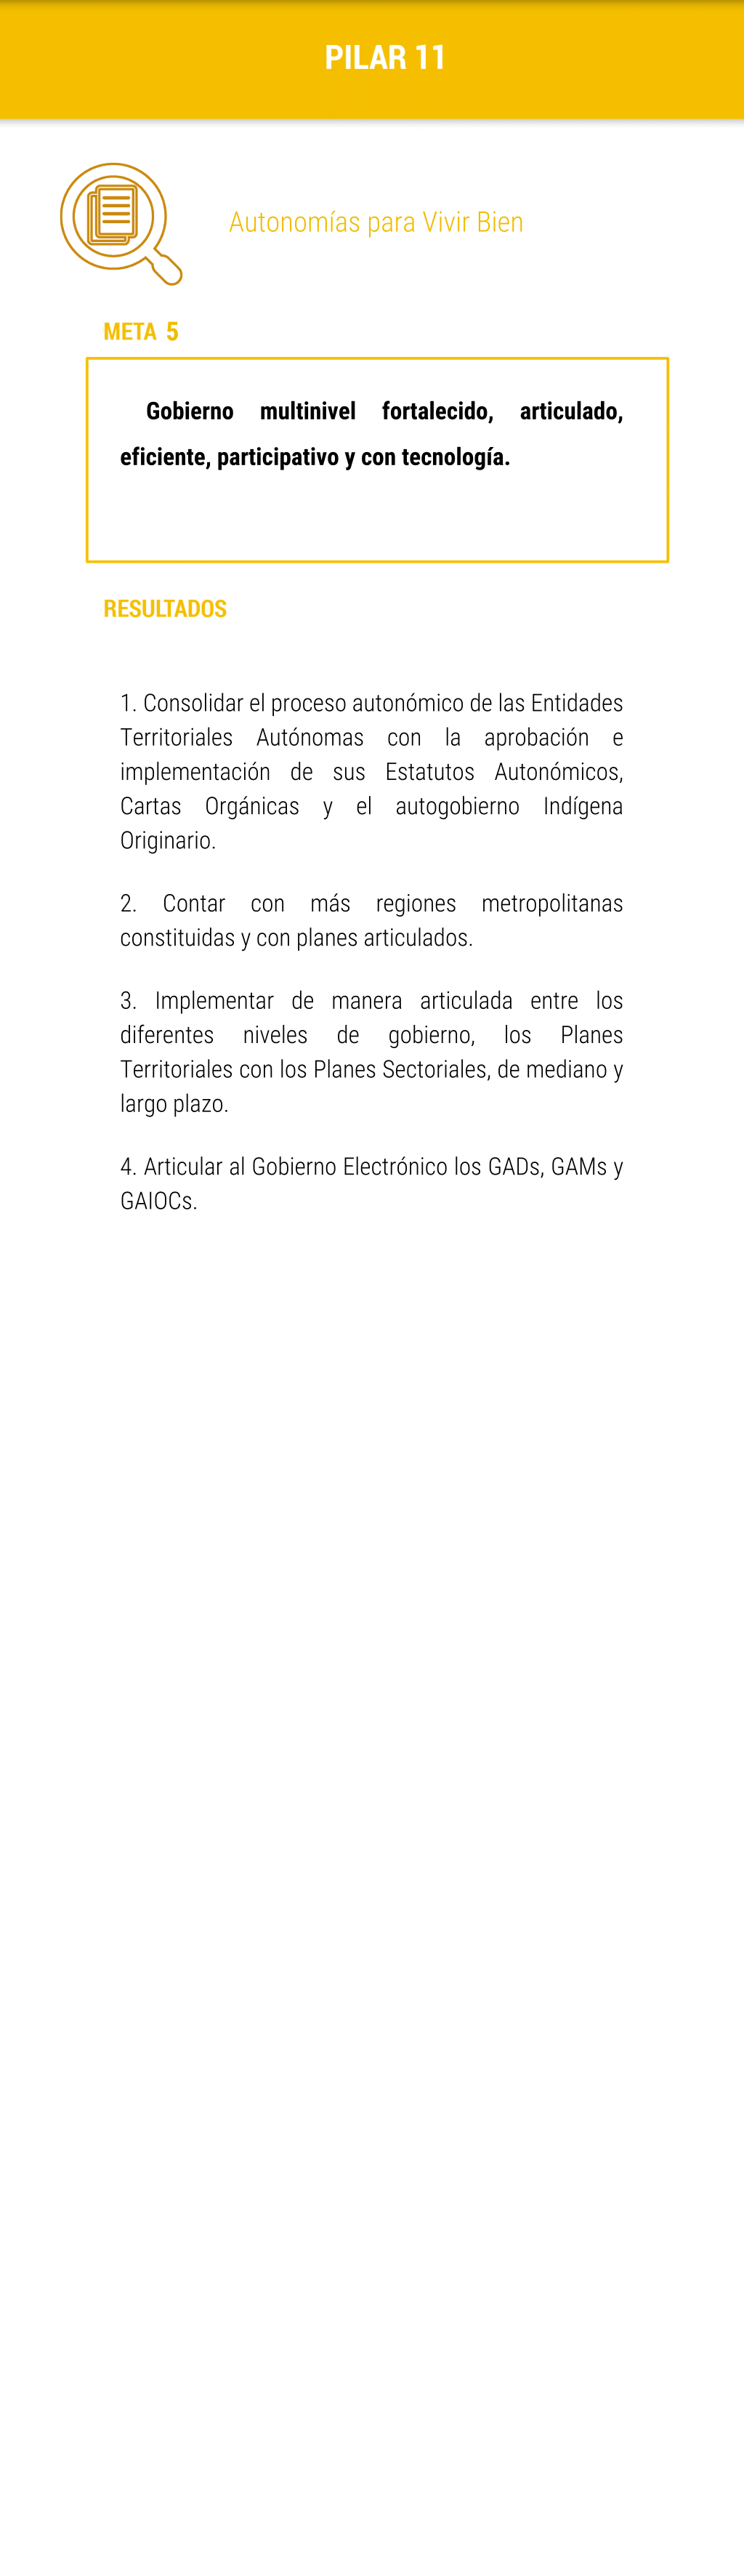 PILAR 11
Autonomías para Vivir Bien
META 5
Gobierno multinivel fortalecido, articulado,
eficiente, participativo y con tecnología.
RESULTADOS
1. Consolidar el proceso autonómico de las Entidades
Territoriales Autónomas con la aprobación e
implementación de sus Estatutos Autonómicos,
Cartas Orgánicas y el autogobierno Indígena
Originario.
2. Contar con más regiones metropolitanas
constituidas y con planes articulados.
3. Implementar de manera articulada entre los
diferentes niveles de gobierno, los Planes
Territoriales con los Planes Sectoriales, de mediano y
largo plazo.
4. Articular al Gobierno Electrónico los GADs, GAMs y
GAIOCs.